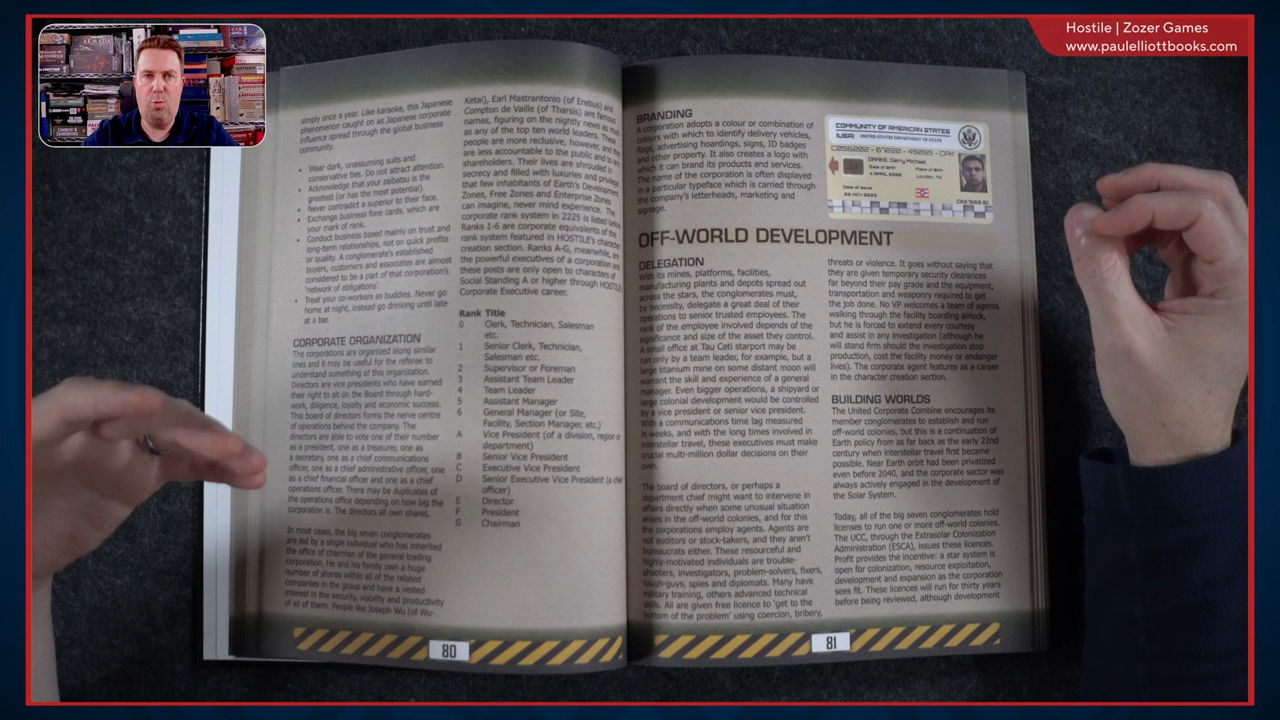 Hostile | Zozer Games
www.paulelliottbooks.com
simply once a year. Like karaoke, this Japanese
phenomenon caught on as Japanese corporate
influence spread through the global business
community.
• Wear dark, unassuming suits and
conservative ties. Do not attract attention.
• Acknowledge that your zaibatsu is the
greatest (or has the most potential).
• Never contradict a superior to their face.
• Exchange business fone cards, which are
your mark of rank.
• Conduct business based mainly on trust and
long-term relationships, not on quick profits
or quality. A conglomerate's established
buyers, customers and associates are almost
considered to be a part of that corporation's
'network of obligations'.
• Treat your co-workers as buddies. Never go
home at night, instead go drinking until late
at a bar.
CORPORATE ORGANIZATION
The corporations are organized along similar
lines and it may be useful for the referee to
understand something of this organization.
Directors are vice presidents who have earned
their right to sit on the Board through hard-
work, diligence, loyalty and economic success.
This board of directors forms the nerve centre
of operations behind the company. The
directors are able to vote one of their number
as a president, one as a treasurer, one as
a secretary, one as a chief communications
officer, one as a chief administrative officer, one
as a chief financial officer and one as a chief
operations officer. There may be duplicates of
the operations office depending on how big the
corporation is. The directors all own shares.
In most cases, the big seven conglomerates
are led by a single individual who has inherited
the office of chairman of the general trading
corporation. He and his family own a huge
number of shares within all of the related
companies in the group and have a vested
interest in the security, viability and productivity
of all of them. People like Joseph Wu (of Wu-
Ketai), Earl Mastrantonio (of Erebus) and
Compton de Vaille (of Tharsis) are famous
names, figuring on the nightly news as much
as any of the top ten world leaders. These
people are more reclusive, however, and
are less accountable to the public and to
shareholders. Their lives are shrouded in
secrecy and filled with luxuries and privilege
that few inhabitants of Earth's Development
Zones, Free Zones and Enterprise Zones
can imagine, never mind experience. The
corporate rank system in 2225 is listed below.
Ranks 1-6 are corporate equivalents of the
rank system featured in HOSTILE's character
creation section. Ranks A-G, meanwhile, are
the powerful executives of a corporation and
these posts are only open to characters of
Social Standing A or higher through HOSTILE's
Corporate Executive career.
Rank Title
0 Clerk, Technician, Salesman
etc.
1 Senior Clerk, Technician,
Salesman etc.
2 Supervisor or Foreman
3 Assistant Team Leader
4 Team Leader
5 Assistant Manager
6 General Manager (or Site,
Facility, Section Manager, etc.)
A Vice President (of a division, region or
department)
B Senior Vice President
C Executive Vice President
D Senior Executive Vice President (a chief
officer)
E Director
F President
G Chairman
80
BRANDING
A corporation adopts a colour or combination of
colours with which to identify delivery vehicles,
flags, advertising hoardings, signs, ID badges
and other property. It also creates a logo with
which it can brand its products and services.
The name of the corporation is often displayed
in a particular typeface which is carried through
the company's letterheads, marketing and
signage.
COMMUNITY OF AMERICAN STATES
(USA) UNITED STATES DEPARTMENT OF STATE
DRAKE, Gerry Michael
Date of Birth
Place of Birth
Date of Issue
OFF-WORLD DEVELOPMENT
DELEGATION
With its mines, platforms, facilities,
manufacturing plants and depots spread out
across the stars, the conglomerates must,
by necessity, delegate a great deal of their
operations to senior trusted employees. The
rank of the employee involved depends of the
significance and size of the asset they control.
A small office at Tau Ceti starport may be
run only by a team leader, for example, but a
large titanium mine on some distant moon will
warrant the skill and experience of a general
manager. Even bigger operations, a shipyard or
large colonial development would be controlled
by a vice president or senior vice president.
With a communications time lag measured
in weeks, and with the long times involved in
interstellar travel, these executives must make
crucial multi-million dollar decisions on their
own.
The board of directors, or perhaps a
department chief might want to intervene in
affairs directly when some unusual situation
arises in the off-world colonies, and for this
the corporations employ agents. Agents are
not auditors or stock-takers, and they aren't
bureaucrats either. These resourceful and
highly-motivated individuals are trouble-
shooters, investigators, problem-solvers, fixers,
tough-guys, spies and diplomats. Many have
military training, others advanced technical
skills. All are given free licence to 'get to the
bottom of the problem' using coercion, bribery,
threats or violence. It goes without saying that
they are given temporary security clearances
far beyond their pay grade and the equipment,
transportation and weaponry required to get
the job done. No VP welcomes a team of agents
walking through the facility boarding airlock,
but he is forced to extend every courtesy
and assist in any investigation (although he
will stand firm should the investigation stop
production, cost the facility money or endanger
lives). The corporate agent features as a career
in the character creation section.
BUILDING WORLDS
The United Corporate Combine encourages its
member conglomerates to establish and run
off-world colonies, but this is a continuation of
Earth policy from as far back as the early 22nd
century when interstellar travel first became
possible. Near Earth orbit had been privatized
even before 2040, and the corporate sector was
always actively engaged in the development of
the Solar System.
Today, all of the big seven conglomerates hold
licenses to run one or more off-world colonies.
The UCC, through the Extrasolar Colonization
Administration (ESCA), issues these licences.
Profit provides the incentive: a star system is
open for colonization, resource exploitation,
development and expansion as the corporation
sees fit. These licences will run for thirty years
before being reviewed, although development
81